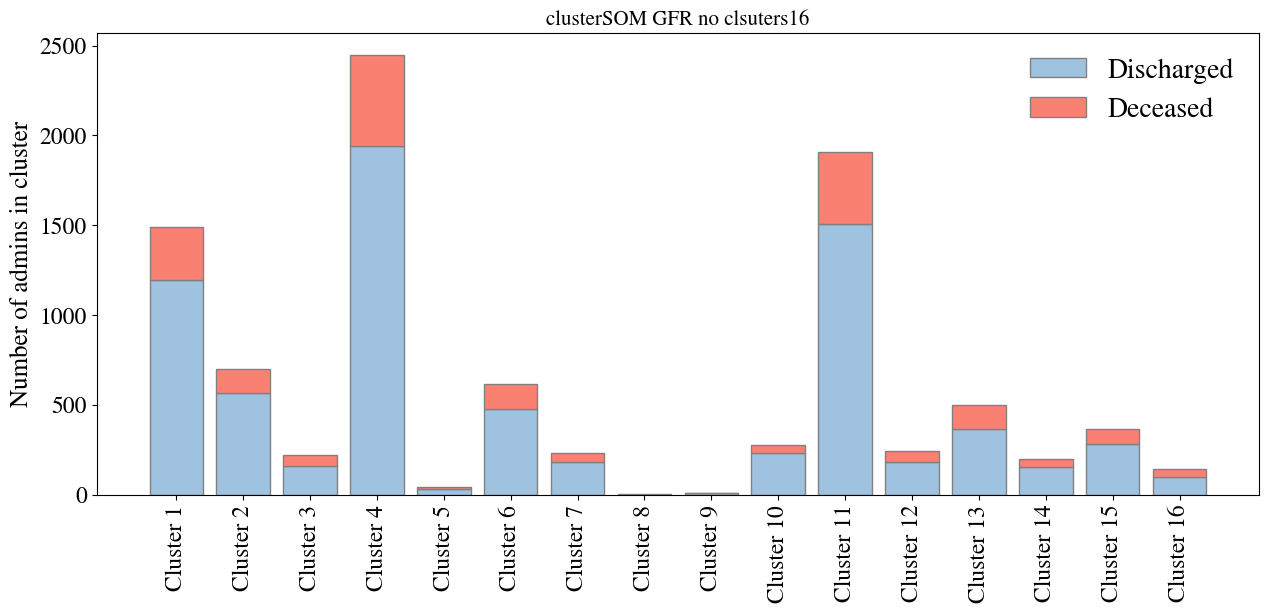 clusterSOM GFR no clsuters16
Number of admins in cluster
2500
2000
1500
1000
500
0
Discharged
Deceased
Cluster 1
Cluster 2
Cluster 3
Cluster 4
Cluster 5
Cluster 6
Cluster 7
Cluster 8
Cluster 9
Cluster 10
Cluster 11
Cluster 12
Cluster 13
Cluster 14
Cluster 15
Cluster 16